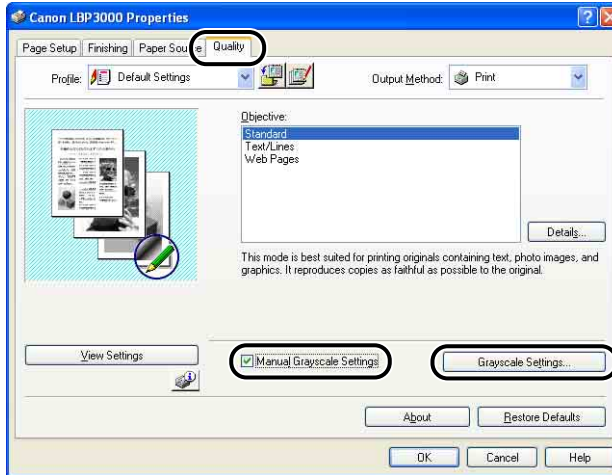 Canon LBP3000 Properties
Page Setup Finishing Paper Source Quality
Profile: Default Settings Output Method: Print
Objective:
Standard
Text/Lines
Web Pages
Details...
This mode is best suited for printing originals containing text, photo images, and
graphics. It reproduces copies as faithful as possible to the original.
View Settings Manual Grayscale Settings Grayscale Settings...
About Restore Defaults
OK Cancel Help